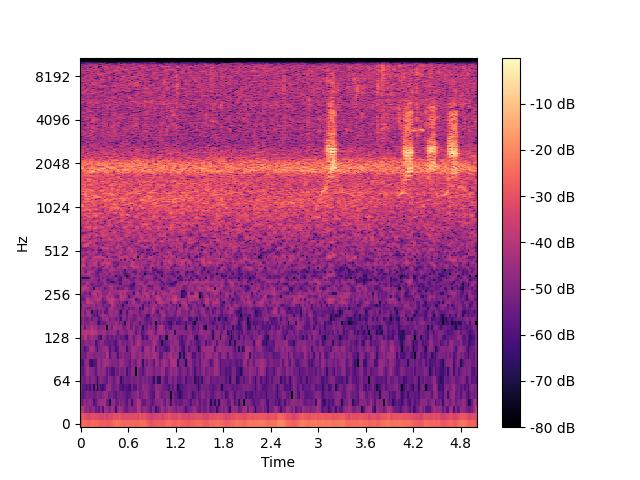 8192
4096
2048
1024
512
256
128
64
0
Hz
0 0.6 1.2 1.8 2.4 3 3.6 4.2 4.8
Time
-10 dB
-20 dB
-30 dB
-40 dB
-50 dB
-60 dB
-70 dB
-80 dB